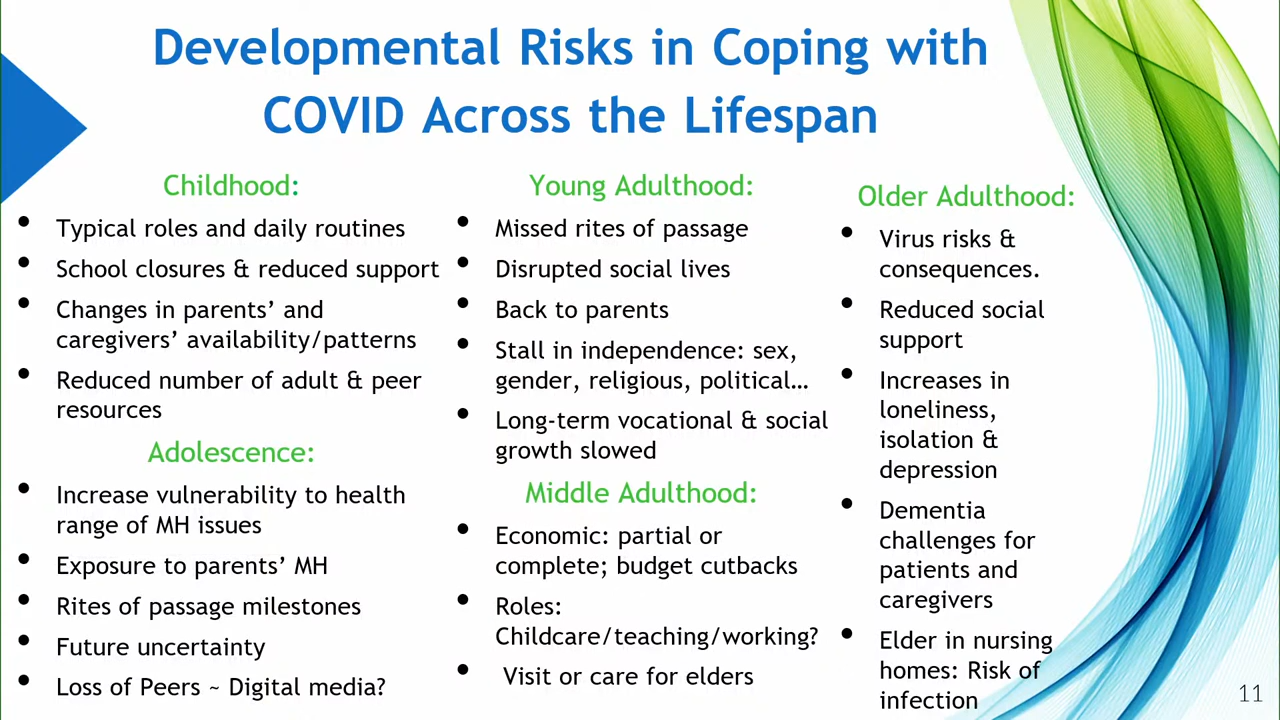 Developmental Risks in Coping with
COVID Across the Lifespan
Childhood:
• Typical roles and daily routines
• School closures & reduced support
• Changes in parents’ and
caregivers’ availability/patterns
• Reduced number of adult & peer
resources
Adolescence:
• Increase vulnerability to health
range of MH issues
• Exposure to parents’ MH
• Rites of passage milestones
• Future uncertainty
• Loss of Peers ~ Digital media?
Young Adulthood:
• Missed rites of passage
• Disrupted social lives
• Back to parents
• Stall in independence: sex,
gender, religious, political…
• Long-term vocational & social
growth slowed
Middle Adulthood:
• Economic: partial or
complete; budget cutbacks
• Roles:
Childcare/teaching/working?
• Visit or care for elders
Older Adulthood:
• Virus risks &
consequences.
• Reduced social
support
• Increases in
loneliness,
isolation &
depression
• Dementia
challenges for
patients and
caregivers
• Elder in nursing
homes: Risk of
infection
11